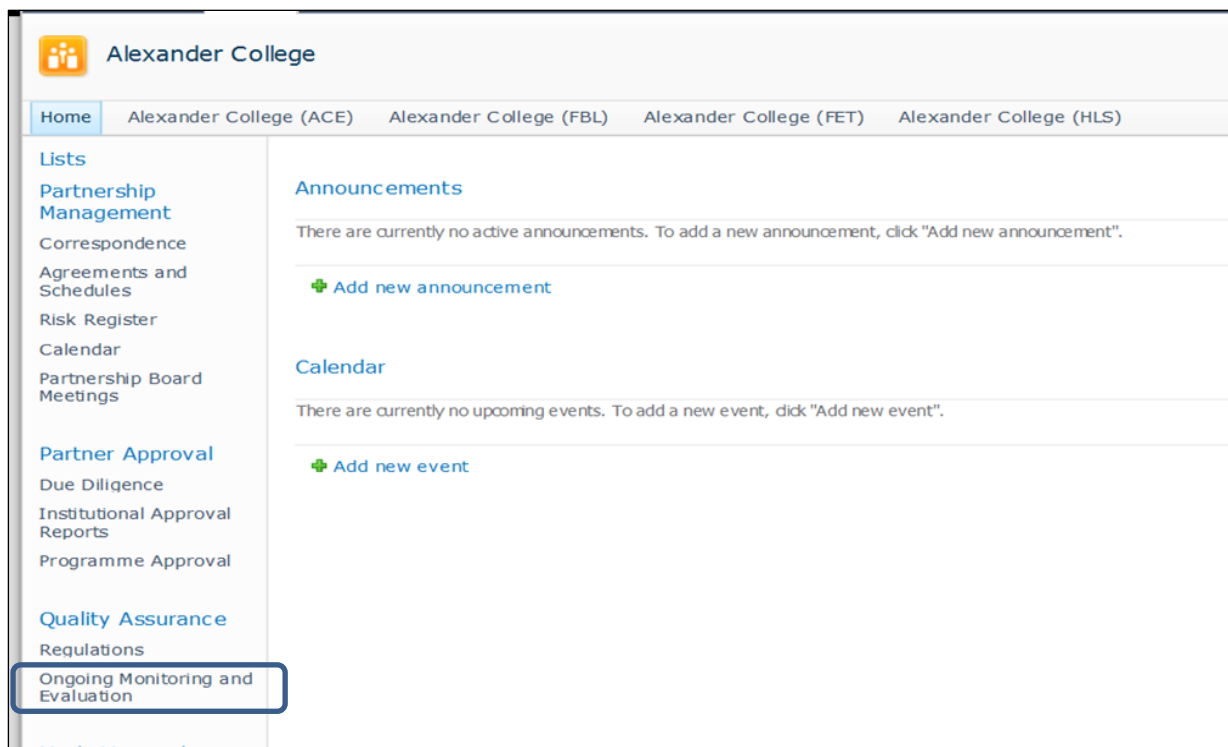 Alexander College
Home
Alexander College (ACE)
Alexander College (FBL)
Alexander College (FET)
Alexander College (HLS)
Lists
Partnership
Management
Correspondence
Agreements and
Schedules
Risk Register
Calendar
Partnership Board
Meetings
Partner Approval
Due Diligence
Institutional Approval
Reports
Programme Approval
Quality Assurance
Regulations
Ongoing Monitoring and
Evaluation
Announcements
There are currently no active announcements. To add a new announcement, click "Add new announcement".
Add new announcement
Calendar
There are currently no upcoming events. To add a new event, click "Add new event".
Add new event